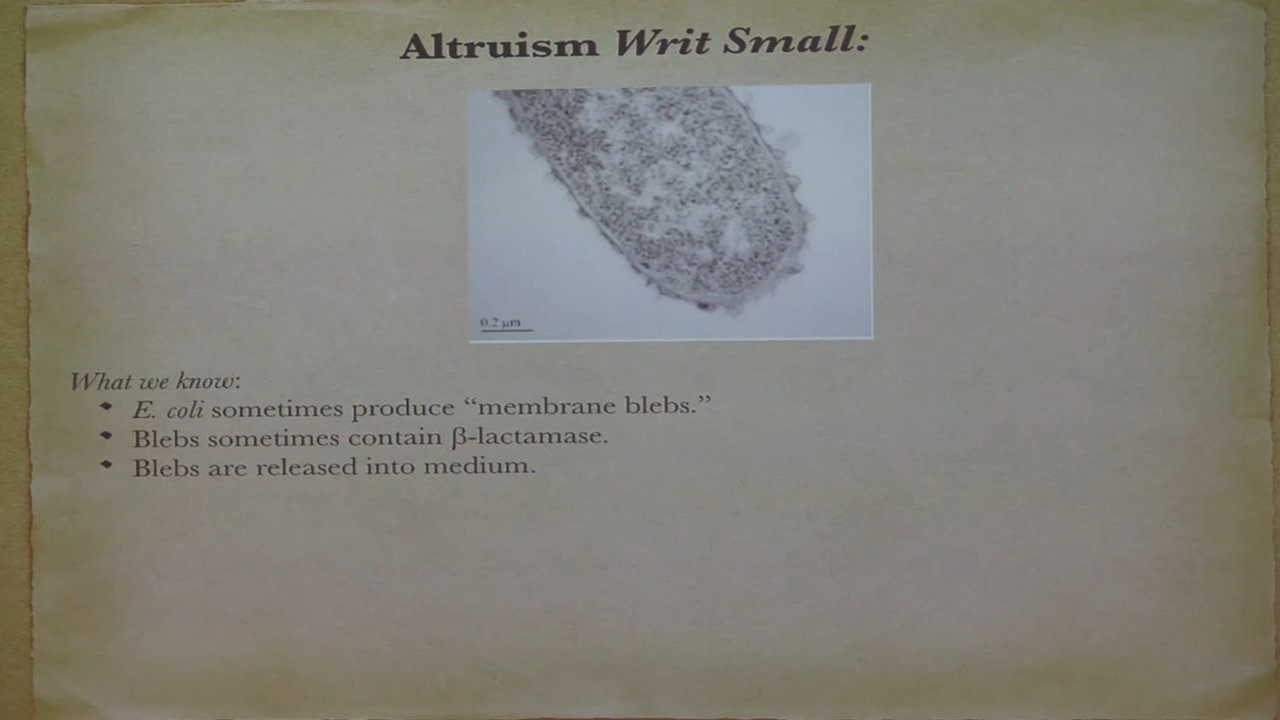 Altruism Writ Small:
0.2 µm
What we know:
E. coli sometimes produce “membrane blebs.”
Blebs sometimes contain β-lactamase.
Blebs are released into medium.